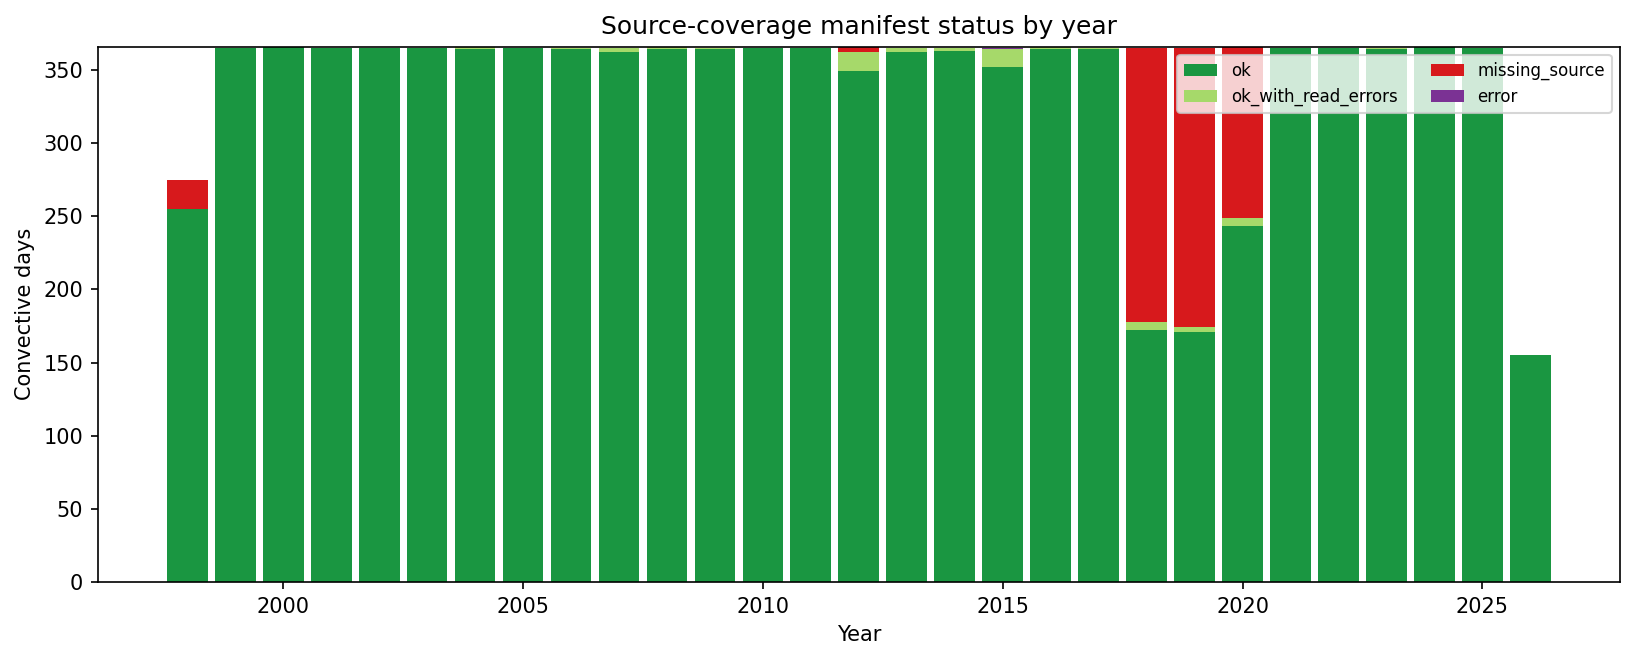 Source-coverage manifest status by year
350
300
250
200
150
100
50
0
Convective days
ok
ok_with_read_errors
missing_source
error
2000 2005 2010 2015 2020 2025
Year